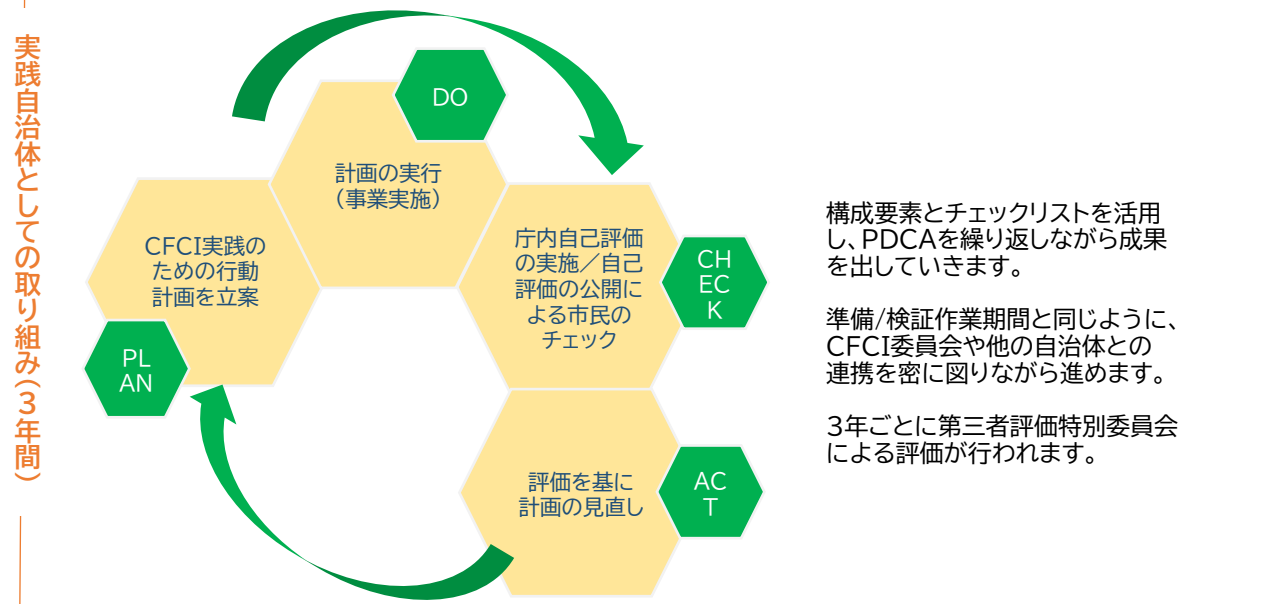 実践自治体としての取り組み（３年間）
DO
計画の実行
（事業実施）
CFCI実践の
ための行動
計画を立案
PL
AN
庁内自己評価
の実施／自己
評価の公開に
よる市民の
チェック
CH
EC
K
評価を基に
計画の見直し
AC
T
構成要素とチェックリストを活用
し、PDCAを繰り返しながら成果
を出していきます。
準備/検証作業期間と同じように、
CFCI委員会や他の自治体との
連携を密に図りながら進めます。
３年ごとに第三者評価特別委員会
による評価が行われます。